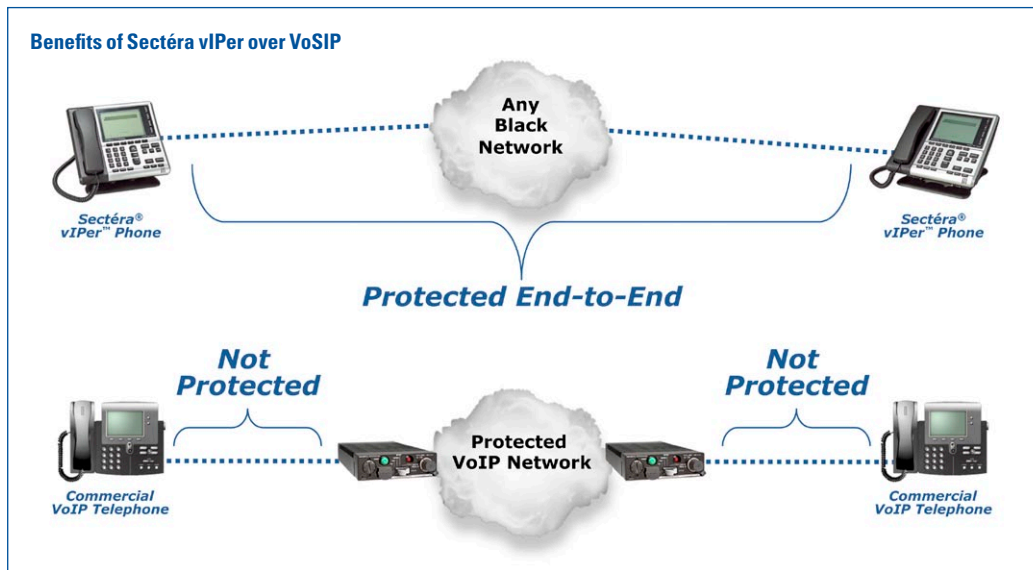 Benefits of Sectéra vIPer over VoSIP
Any
Black
Network
Sectéra®
vIPer™ Phone
Sectéra®
vIPer™ Phone
Protected End-to-End
Not
Protected
Not
Protected
Protected
VoIP Network
Commercial
VoIP Telephone
Commercial
VoIP Telephone